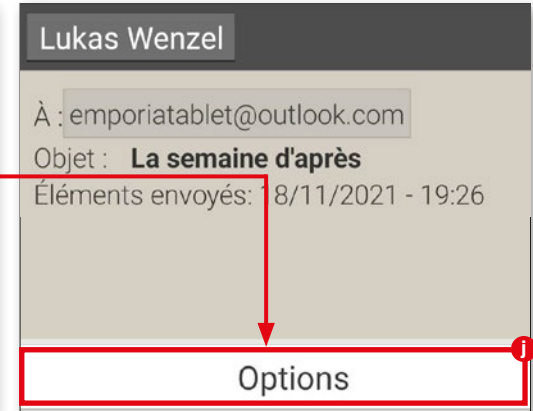 Lukas Wenzel
À : emporiatablet@outlook.com
Objet : La semaine d'après
Éléments envoyés: 18/11/2021 - 19:26
j
Options